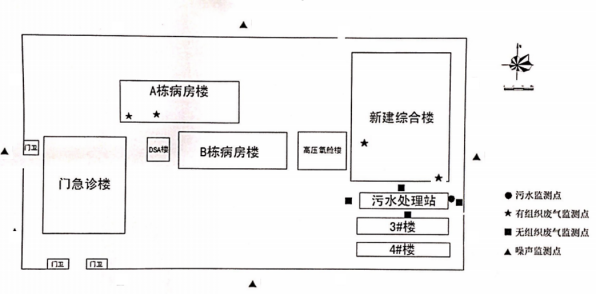 A栋病房楼
新建综合楼
门卫
DSA楼
B栋病房楼
高压氧舱楼
门急诊楼
污水处理站
3#楼
4#楼
门卫
门卫
污水监测点
有组织废气监测点
无组织废气监测点
噪声监测点